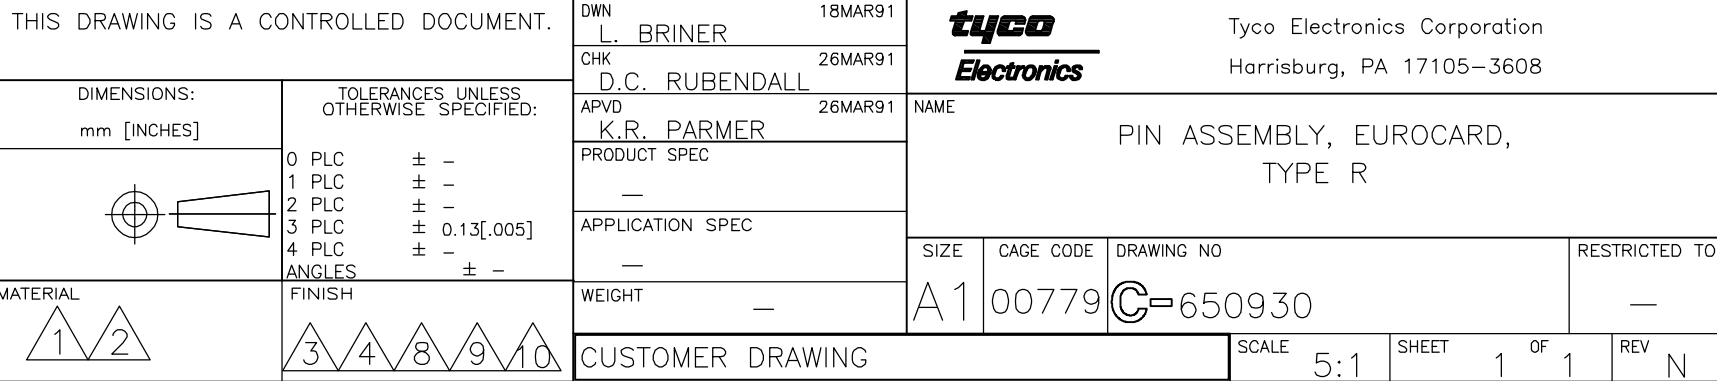 THIS DRAWING IS A CONTROLLED DOCUMENT.
DIMENSIONS:
mm [INCHES]
TOLERANCES UNLESS
OTHERWISE SPECIFIED:
0 PLC ± –
1 PLC ± –
2 PLC ± –
3 PLC ± 0.13[.005]
4 PLC ± –
ANGLES ± –
MATERIAL
1 2
FINISH
3 4 8 9 10
DWN 18MAR91
L. BRINER
CHK 26MAR91
D.C. RUBENDALL
APVD 26MAR91
K.R. PARMER
PRODUCT SPEC
–
APPLICATION SPEC
–
WEIGHT –
CUSTOMER DRAWING
tyco
Electronics
Tyco Electronics Corporation
Harrisburg, PA 17105–3608
NAME
PIN ASSEMBLY, EUROCARD,
TYPE R
SIZE
A1
CAGE CODE
00779
DRAWING NO
C-650930
RESTRICTED TO
–
SCALE 5:1
SHEET 1 OF 1
REV N